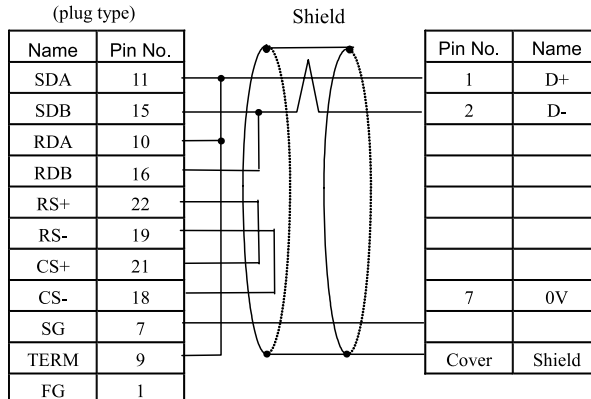 (plug type)
Shield
Name Pin No.
Pin No. Name
SDA 11
1 D+
SDB 15
2 D-
RDA 10
RDB 16
RS+ 22
RS- 19
CS+ 21
CS- 18
7 0V
SG 7
TERM 9
Cover Shield
FG 1